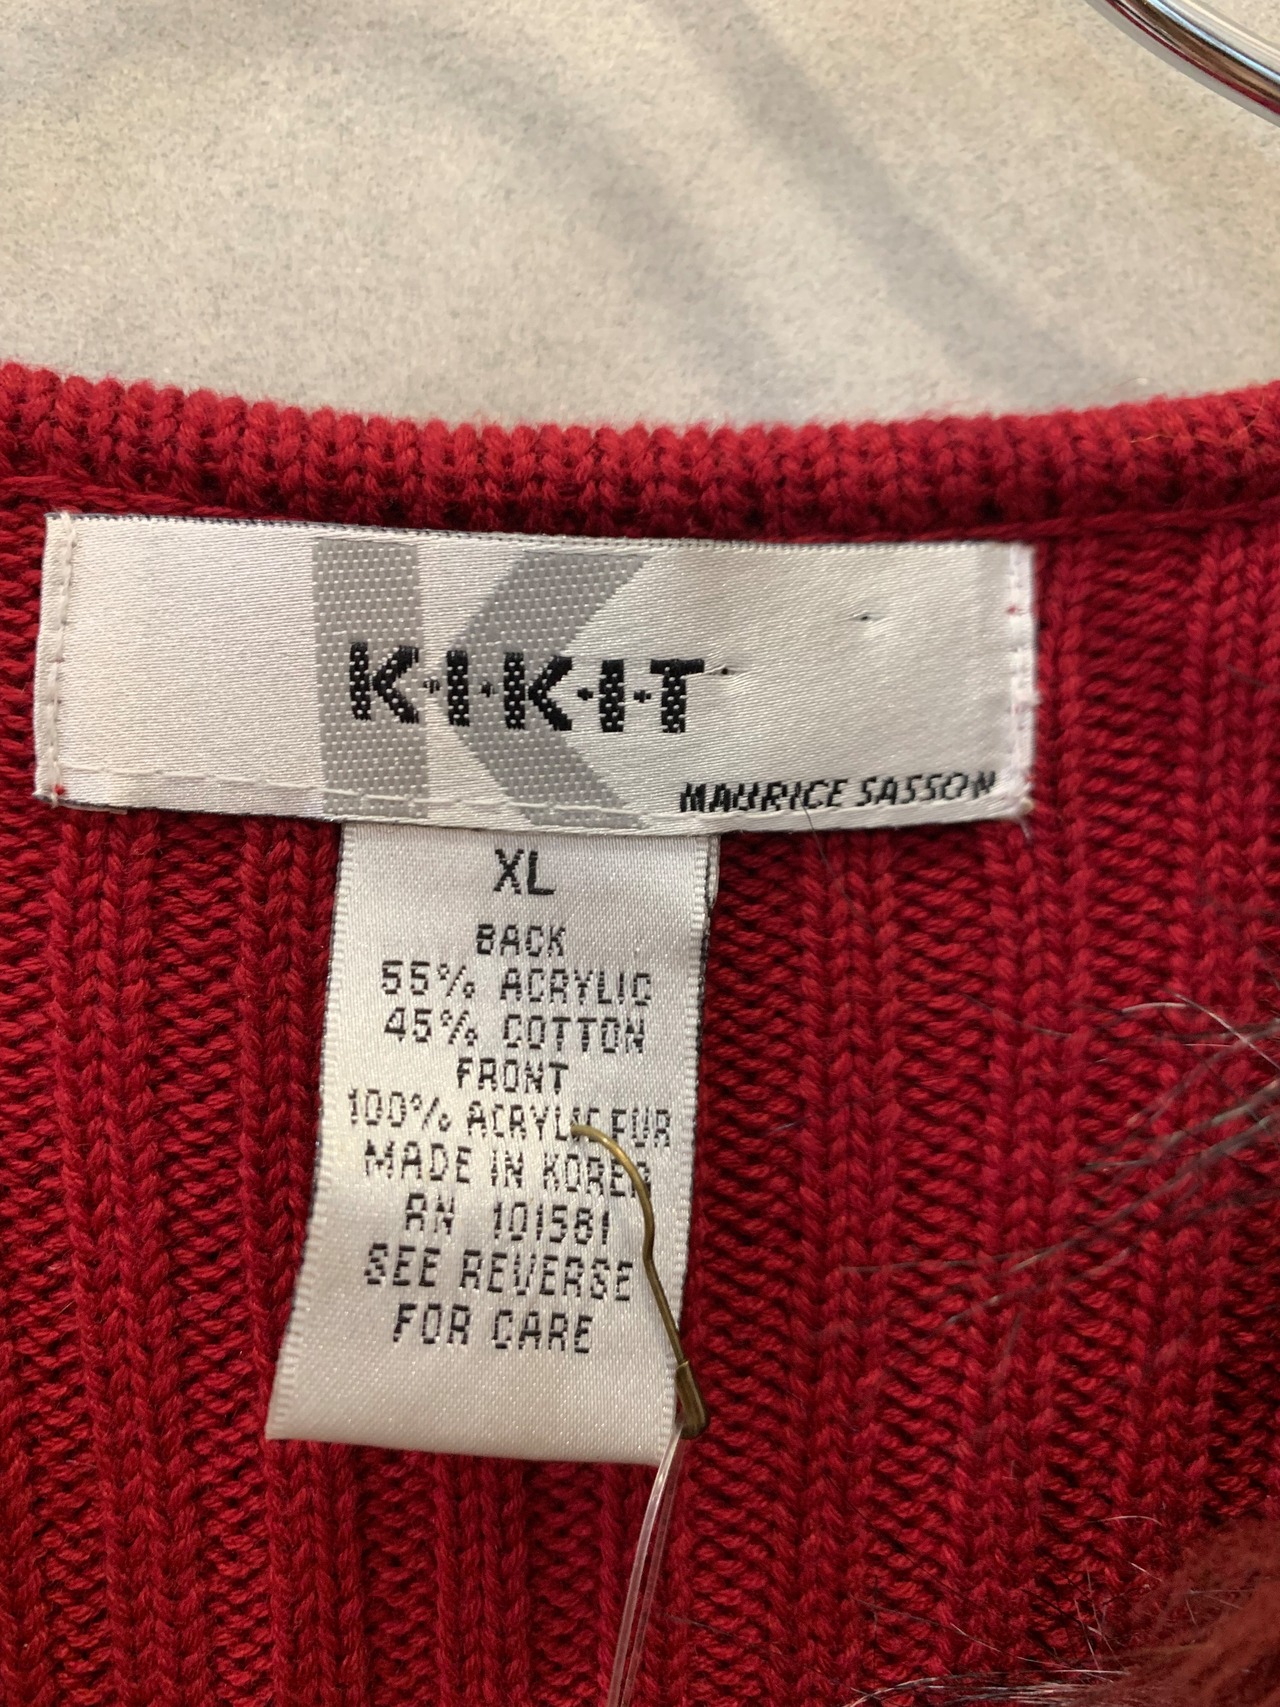 K
K·I·K·I·T
MAURICE SASSON
XL
BACK
55% ACRYLIC
45% COTTON
FRONT
100% ACRYLIC FUR
MADE IN KOREA
RN 101581
SEE REVERSE
FOR CARE